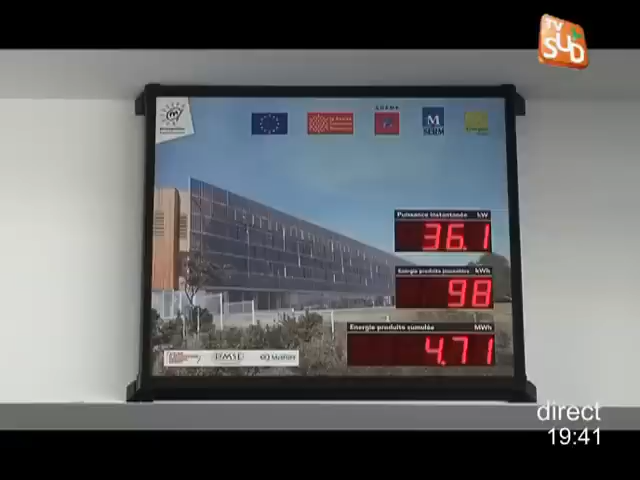 TV
SUD
ADEME
M
SERM
Puissance instantanée kW
36.1
Energie produite journalière kWh
98
Energie produite cumulée MWh
4.71
direct
19:41